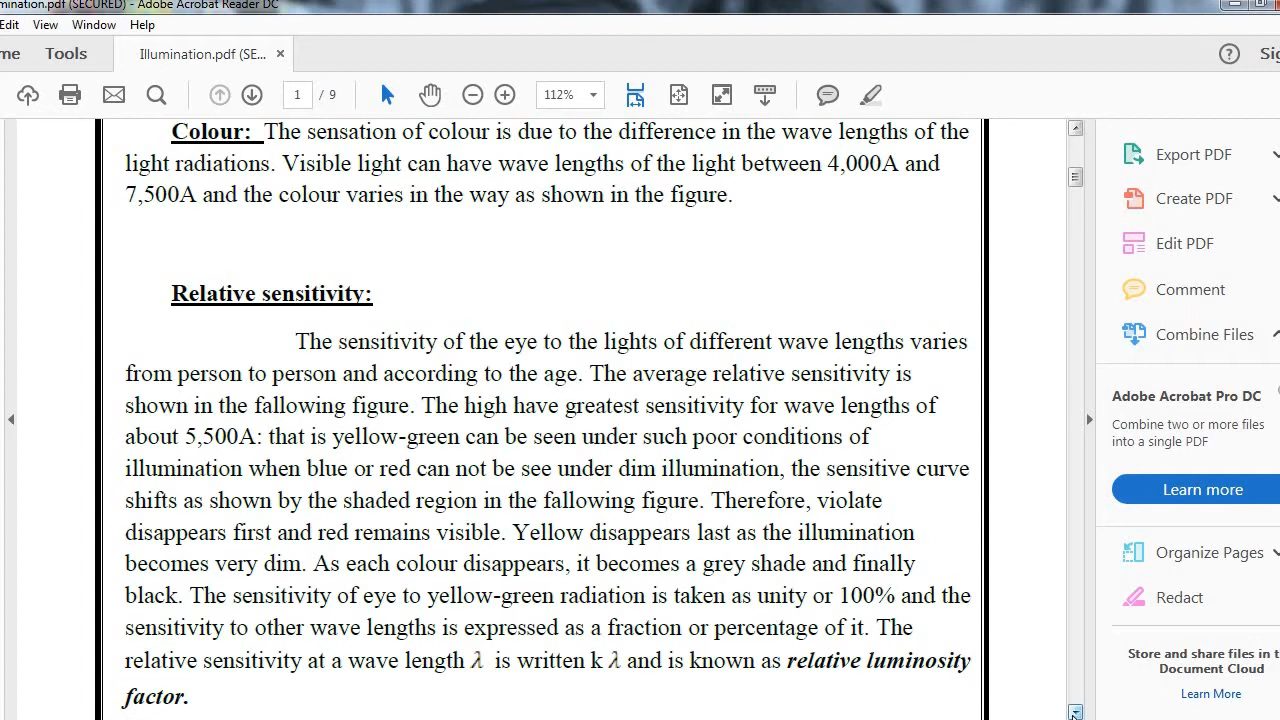 mination.pdf (SECURED) - Adobe Acrobat Reader DC
Edit View Window Help
me Tools Illumination.pdf (SE... × Sig
1 / 9 112%
Colour: The sensation of colour is due to the difference in the wave lengths of the
light radiations. Visible light can have wave lengths of the light between 4,000A and
7,500A and the colour varies in the way as shown in the figure.
Relative sensitivity:
The sensitivity of the eye to the lights of different wave lengths varies
from person to person and according to the age. The average relative sensitivity is
shown in the fallowing figure. The high have greatest sensitivity for wave lengths of
about 5,500A: that is yellow-green can be seen under such poor conditions of
illumination when blue or red can not be see under dim illumination, the sensitive curve
shifts as shown by the shaded region in the fallowing figure. Therefore, violate
disappears first and red remains visible. Yellow disappears last as the illumination
becomes very dim. As each colour disappears, it becomes a grey shade and finally
black. The sensitivity of eye to yellow-green radiation is taken as unity or 100% and the
sensitivity to other wave lengths is expressed as a fraction or percentage of it. The
relative sensitivity at a wave length λ is written k λ and is known as relative luminosity
factor.
Export PDF
Create PDF
Edit PDF
Comment
Combine Files
Adobe Acrobat Pro DC
Combine two or more files
into a single PDF
Learn more
Organize Pages
Redact
Store and share files in t
Document Cloud
Learn More